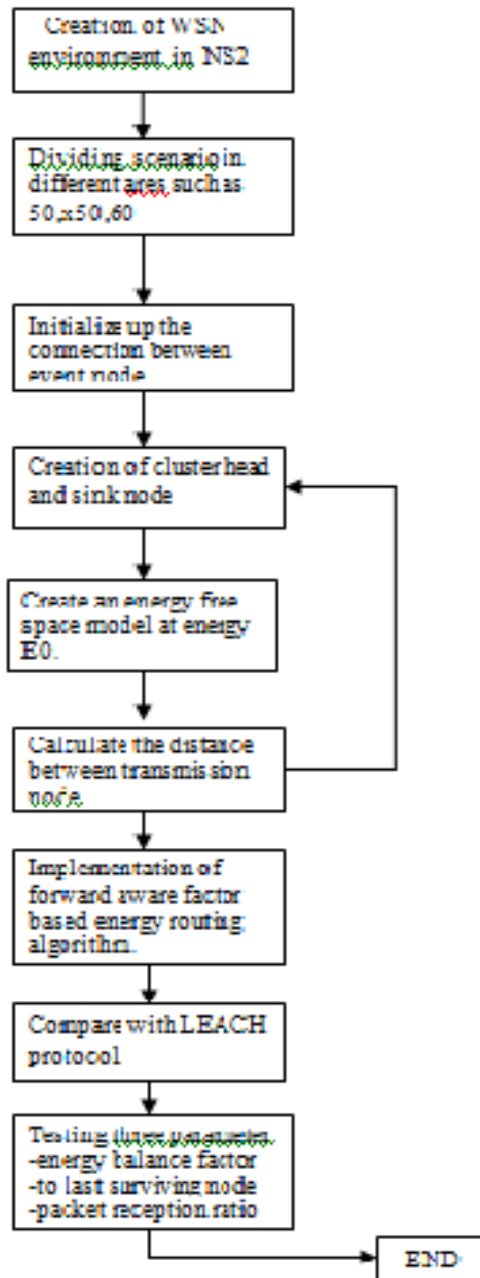 Creation of WSN
environment in NS2
Dividing scenario in
different ares such as
50,x50,60
Initialize up the
connection between
event node
Creation of cluster head
and sink node
Create an energy free
space model at energy
E0.
Calculate the distance
between transmission
node
Implementation of
forward aware factor
based energy routing
algorithm.
Compare with LEACH
protocol
Testing three parameter
-energy balance factor
-to last surviving node
-packet reception ratio
END